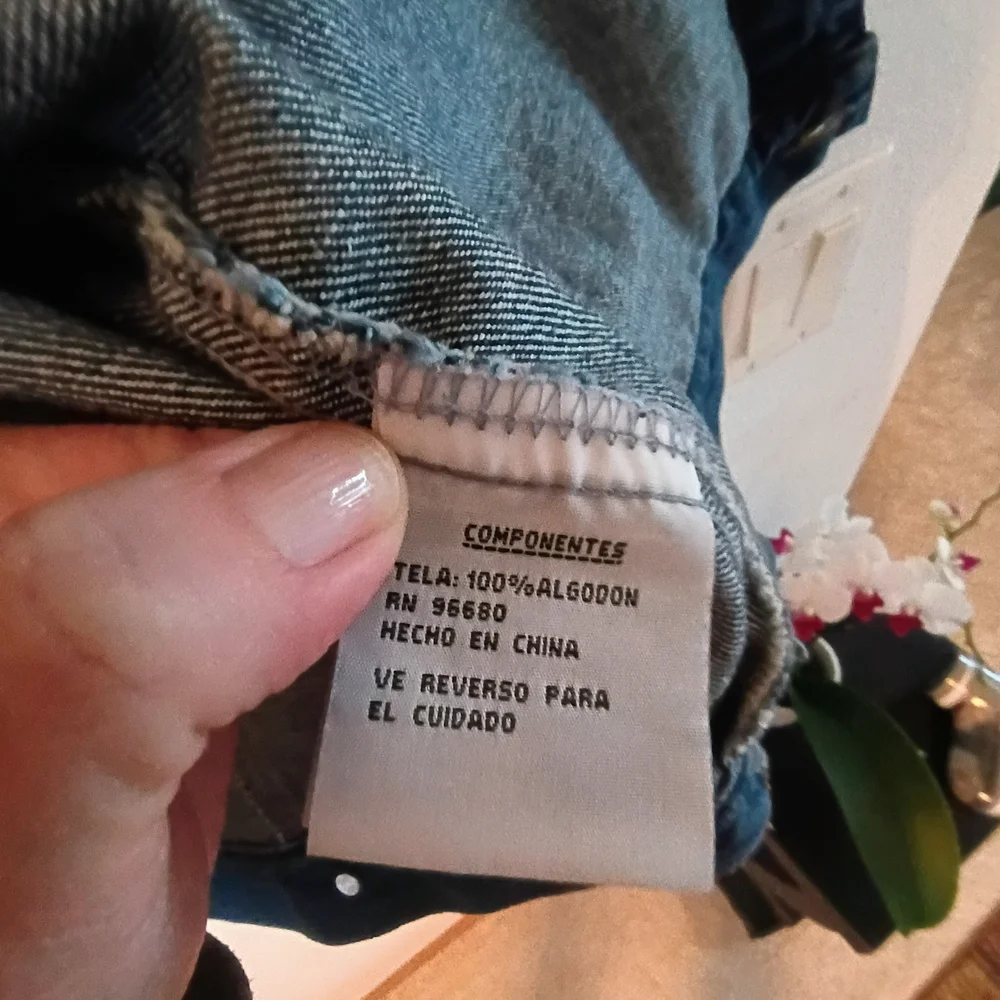 COMPONENTES
TELA: 100%ALGODON
RN 96680
HECHO EN CHINA
VE REVERSO PARA
EL CUIDADO